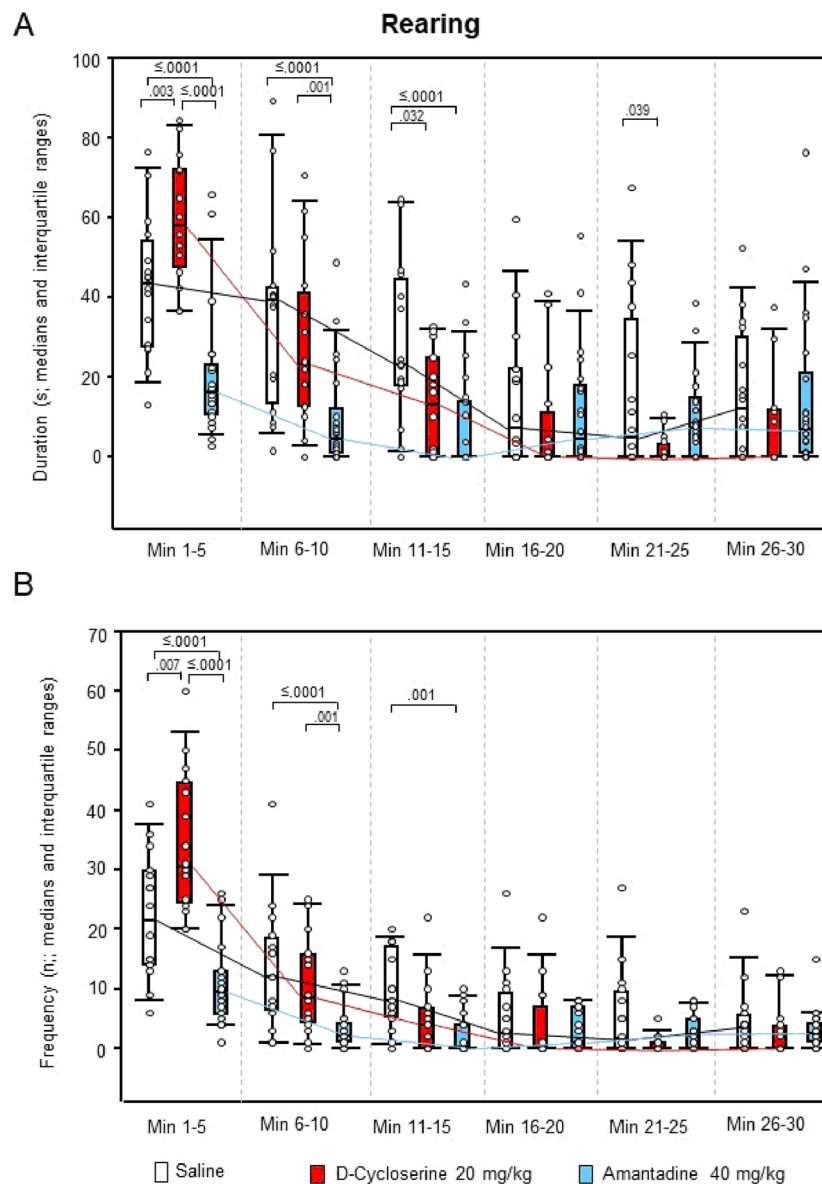 A
Rearing
Duration (s; medians and interquartile ranges)
100
80
60
40
20
0
≤.0001
.003
≤.0001
≤.0001
.001
≤.0001
.032
.039
Min 1-5
Min 6-10
Min 11-15
Min 16-20
Min 21-25
Min 26-30
B
Frequency (n;; medians and interquartile ranges)
70
60
50
40
30
20
10
0
≤.0001
.007
≤.0001
≤.0001
.001
.001
Min 1-5
Min 6-10
Min 11-15
Min 16-20
Min 21-25
Min 26-30
Saline
D-Cycloserine 20 mg/kg
Amantadine 40 mg/kg